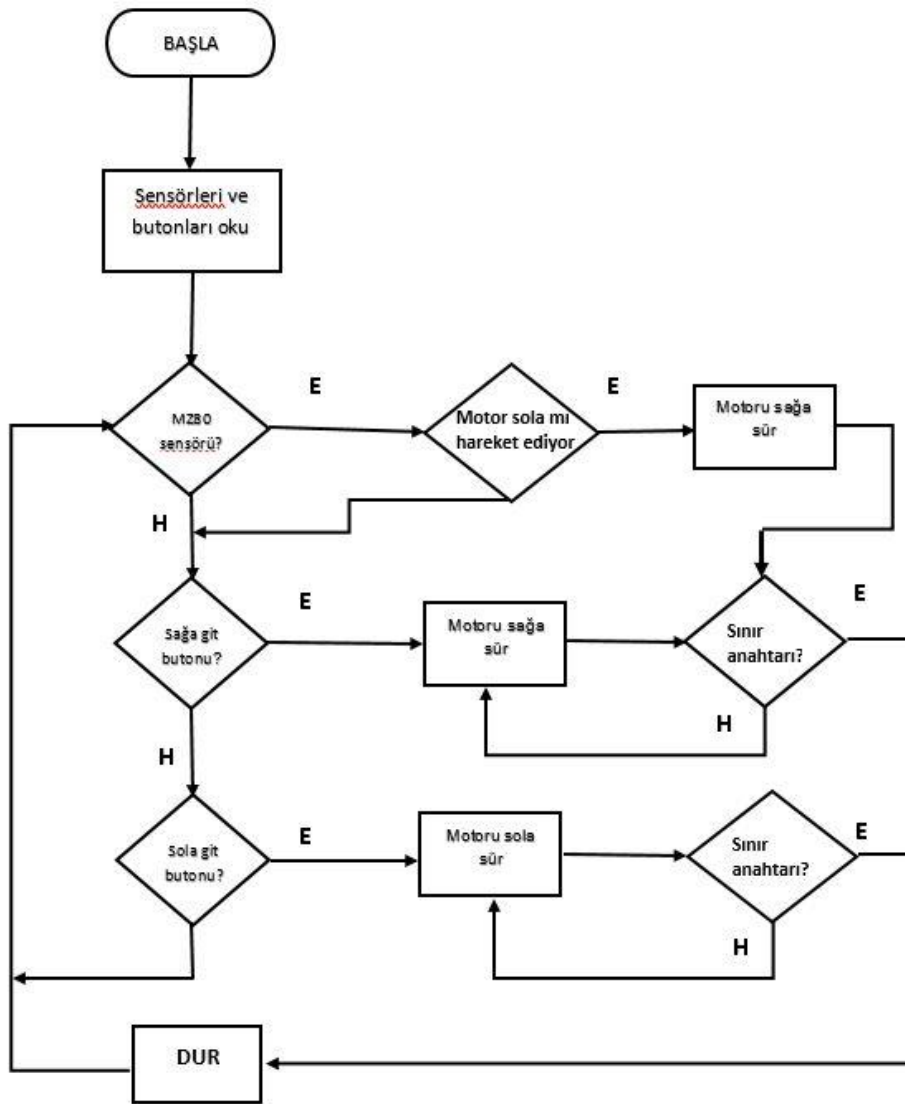 BAŞLA
Sensörleri ve
butonları oku
E
E
MZ80
sensörü?
Motor sola mı
hareket ediyor
Motoru sağa
sür
H
E
E
Sağa git
butonu?
Motoru sağa
sür
Sınır
anahtarı?
H
H
E
E
Sola git
butonu?
Motoru sola
sür
Sınır
anahtarı?
H
DUR